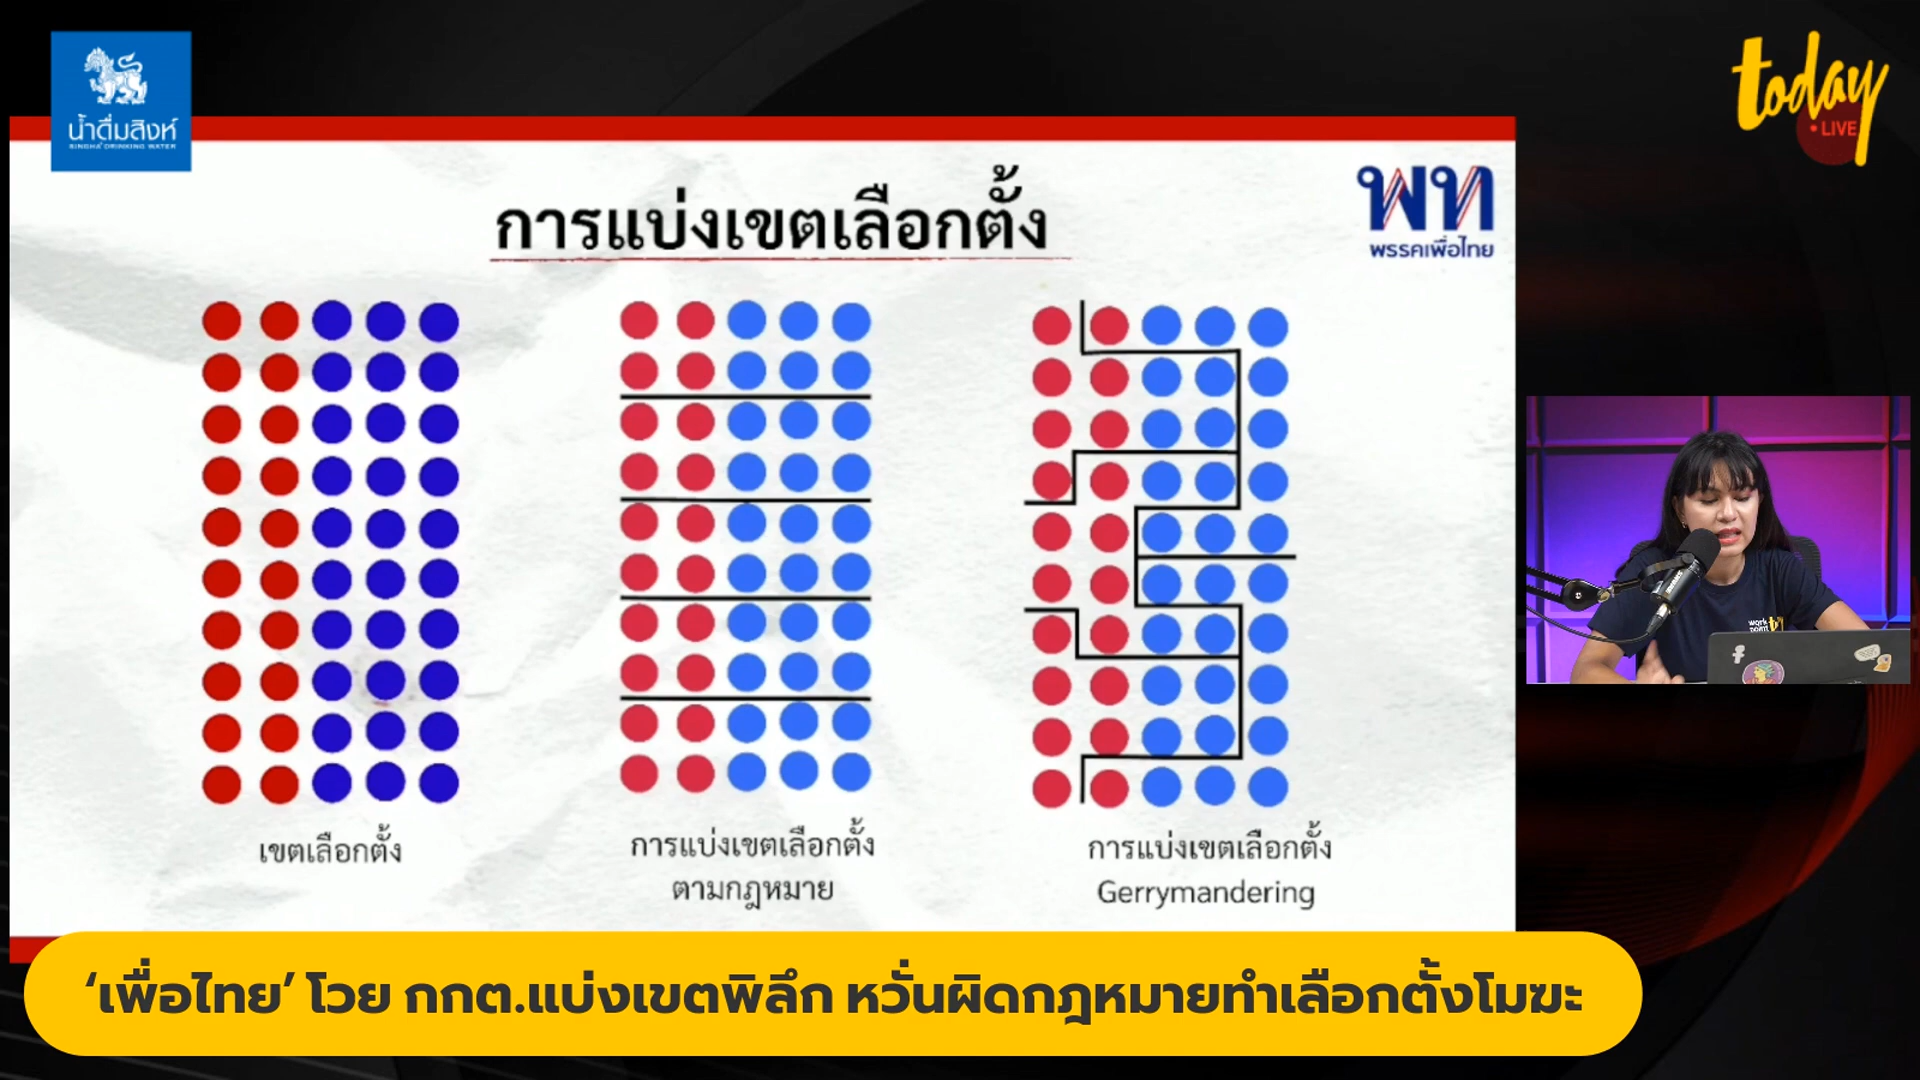 น้ำดื่มสิงห์
SINGHA DRINKING WATER
today
• LIVE
การแบ่งเขตเลือกตั้ง
พท
พรรคเพื่อไทย
เขตเลือกตั้ง
การแบ่งเขตเลือกตั้ง
ตามกฎหมาย
การแบ่งเขตเลือกตั้ง
Gerrymandering
work
point
‘เพื่อไทย’ โวย กกต.แบ่งเขตพิลึก หวั่นผิดกฎหมายทำเลือกตั้งโมฆะ